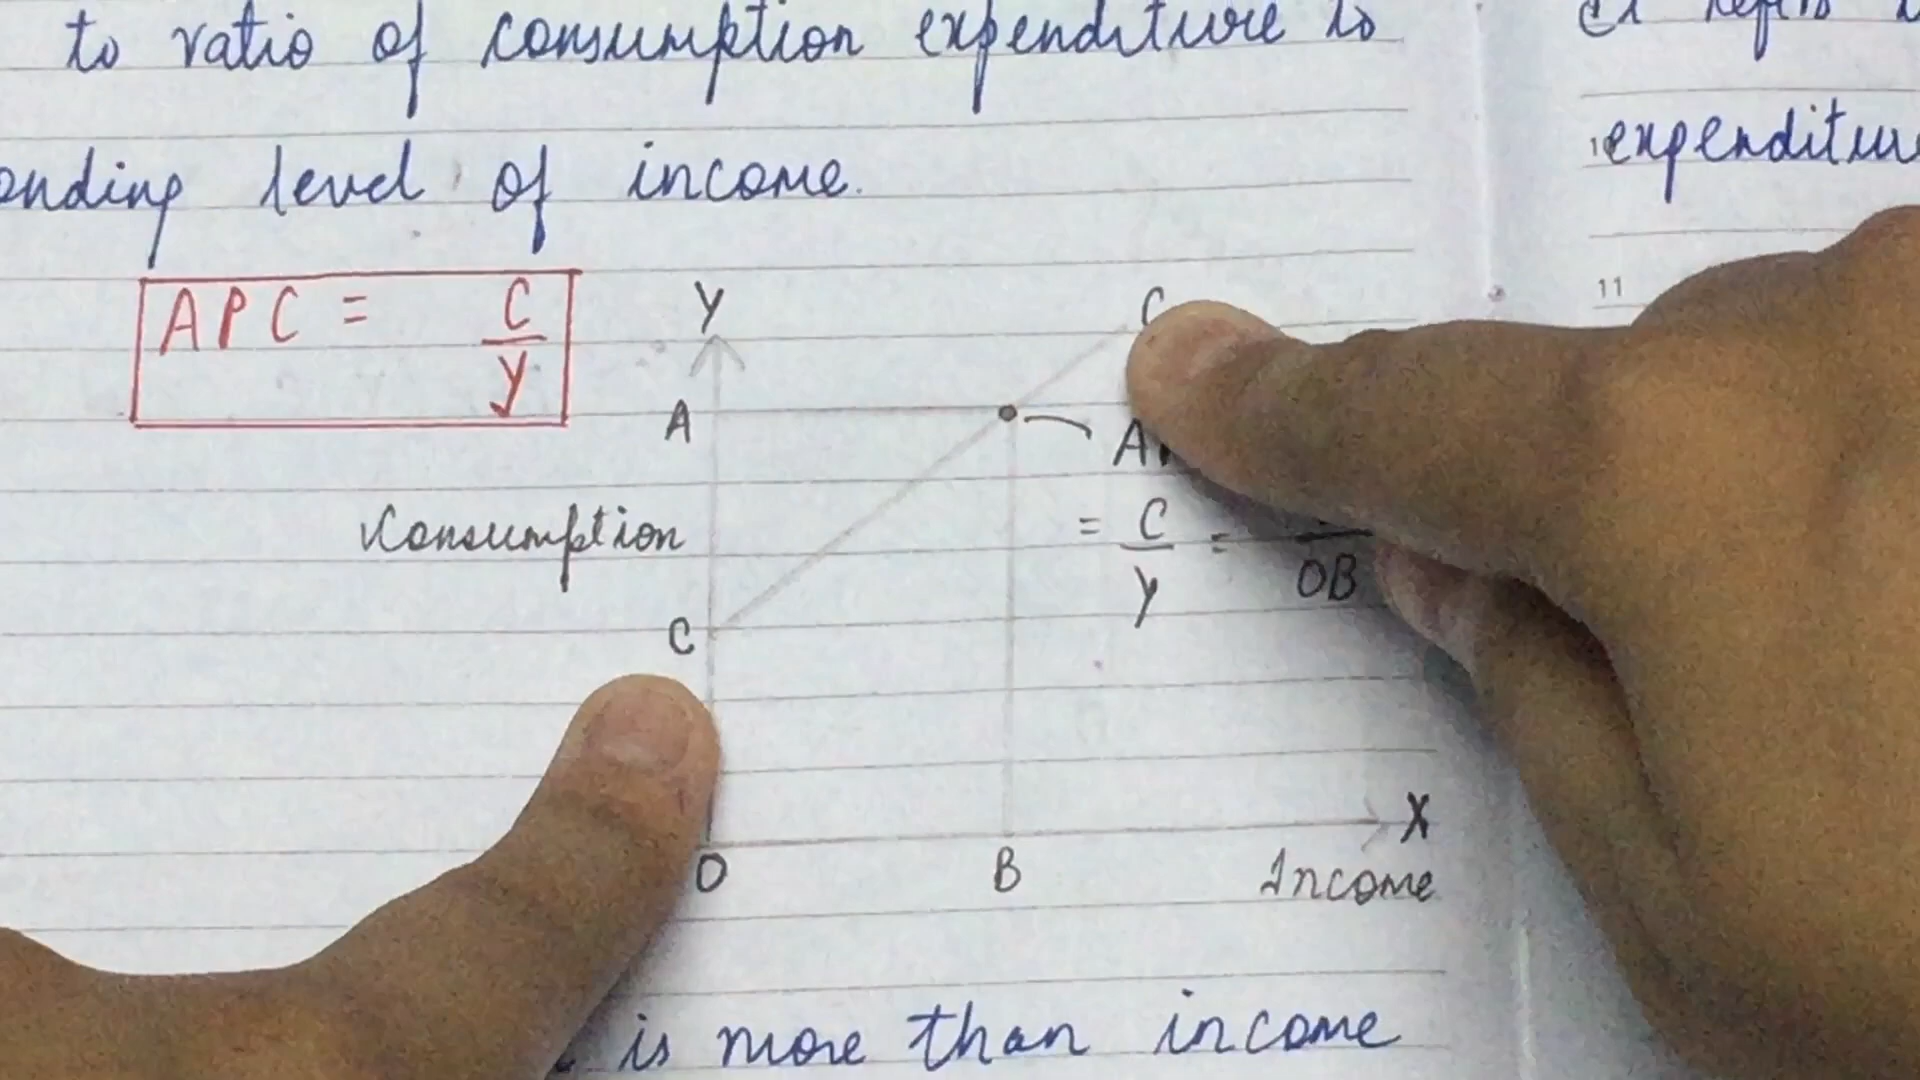 to ratio of consumption expenditure to
onding level of income.
expenditu
APC = C
Y
Y
C
A
Consumption
= C =
Y OB
C
X
O B Income
is more than income
11